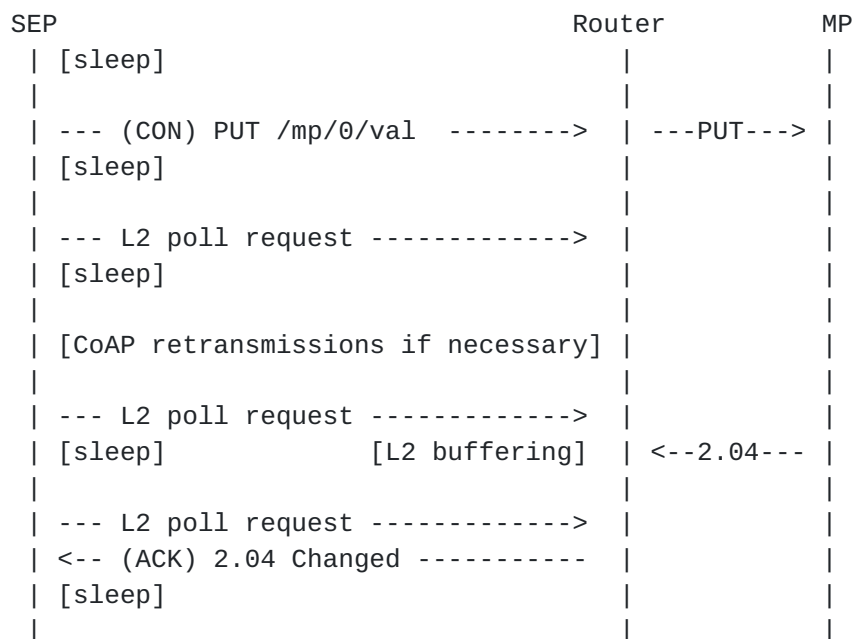 SEP                                 Router          MP
 | [sleep]                             |            |
 |                                     |            |
 | --- (CON) PUT /mp/0/val  -------->  | ---PUT---> |
 | [sleep]                             |            |
 |                                     |            |
 | --- L2 poll request ------------->  |            |
 | [sleep]                             |            |
 |                                     |            |
 | [CoAP retransmissions if necessary] |            |
 |                                     |            |
 | --- L2 poll request ------------->  |            |
 | [sleep]             [L2 buffering]  | <--2.04--- |
 |                                     |            |
 | --- L2 poll request ------------->  |            |
 | <-- (ACK) 2.04 Changed -----------  |            |
 | [sleep]                             |            |
 |                                     |            |